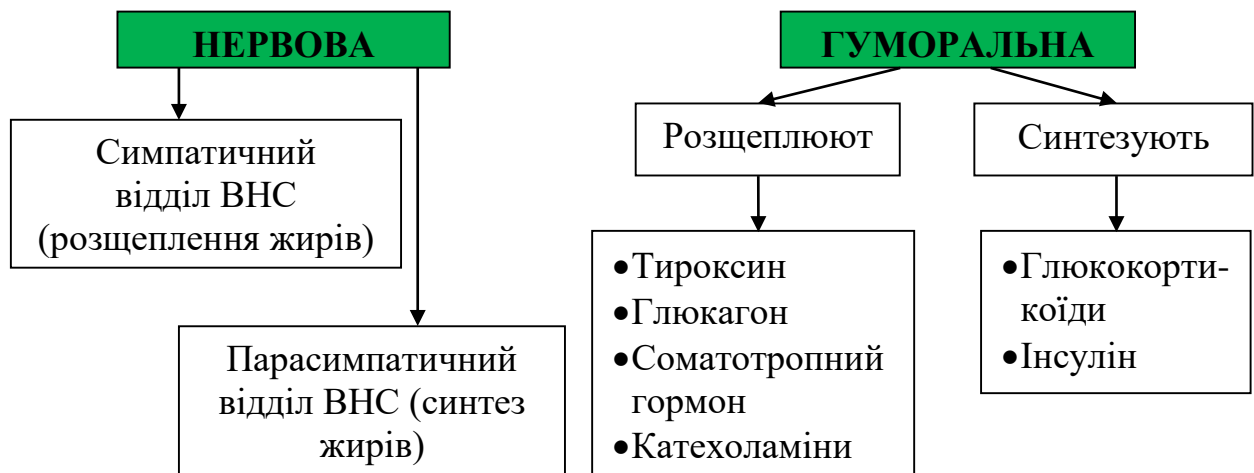 НЕРВОВА
Симпатичний
відділ ВНС
(розщеплення жирів)
Парасимпатичний
відділ ВНС (синтез
жирів)
ГУМОРАЛЬНА
Розщеплюют
Синтезують
•Тироксин
•Глюкагон
•Соматотропний
гормон
•Катехоламіни
•Глюкокорти-
коїди
•Інсулін